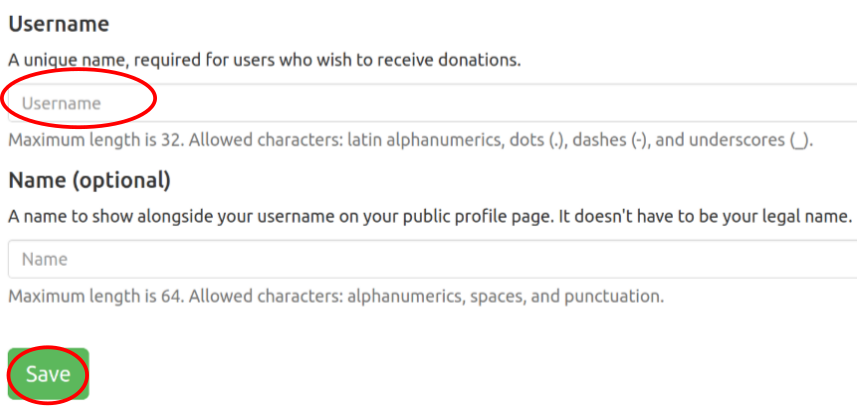 Username
A unique name, required for users who wish to receive donations.
Username
Maximum length is 32. Allowed characters: latin alphanumerics, dots (.), dashes (-), and underscores (_).
Name (optional)
A name to show alongside your username on your public profile page. It doesn't have to be your legal name.
Name
Maximum length is 64. Allowed characters: alphanumerics, spaces, and punctuation.
Save